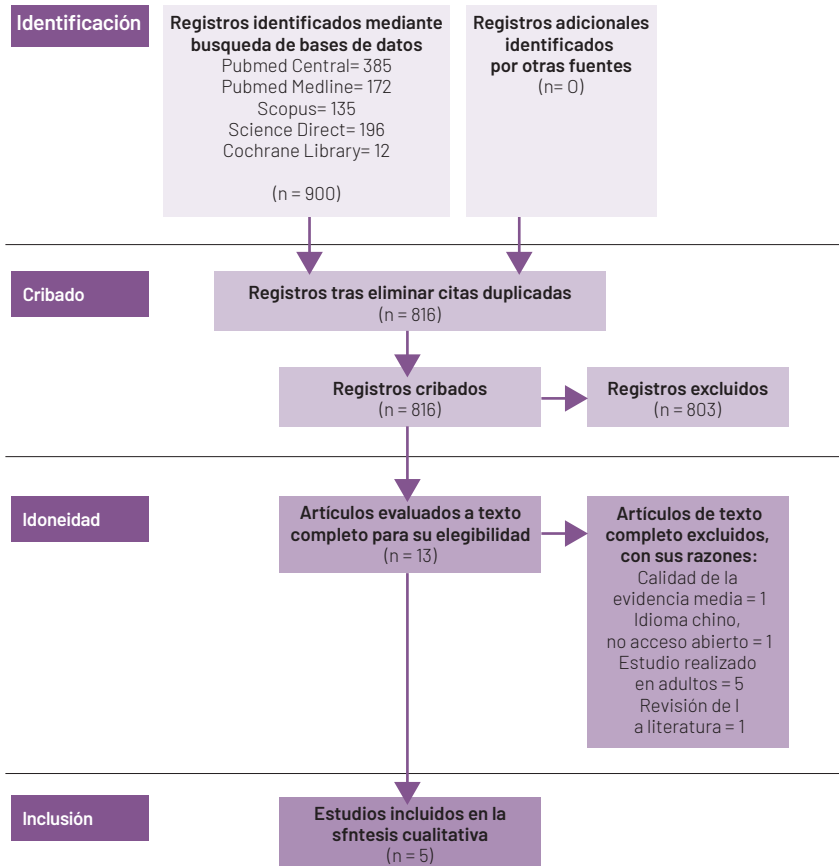 Identificación
Registros identificados mediante
busqueda de bases de datos
Pubmed Central= 385
Pubmed Medline= 172
Scopus= 135
Science Direct= 196
Cochrane Library= 12
(n = 900)
Registros adicionales
identificados
por otras fuentes
(n= 0)
Cribado
Registros tras eliminar citas duplicadas
(n = 816)
Registros cribados
(n = 816)
Registros excluidos
(n = 803)
Idoneidad
Artículos evaluados a texto
completo para su elegibilidad
(n = 13)
Artículos de texto
completo excluidos,
con sus razones:
Calidad de la
evidencia media = 1
Idioma chino,
no acceso abierto = 1
Estudio realizado
en adultos = 5
Revisión de l
a literatura = 1
Inclusión
Estudios incluidos en la
sfntesis cualitativa
(n = 5)